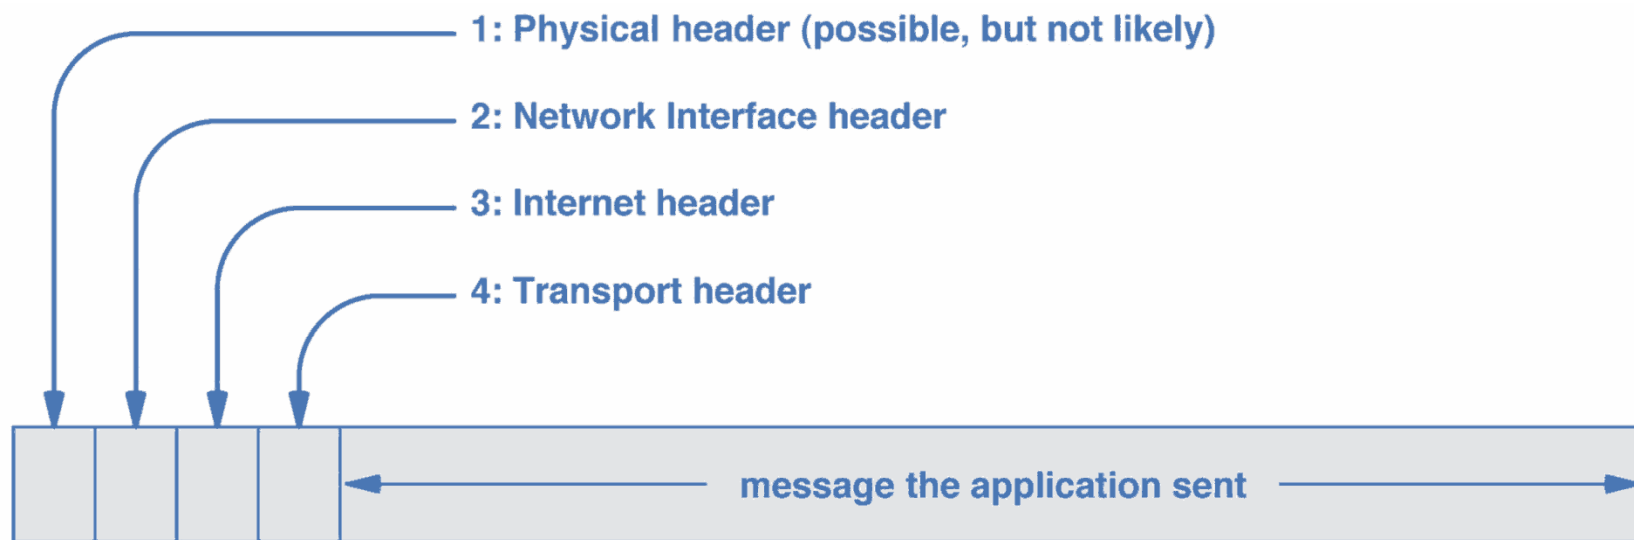 1: Physical header (possible, but not likely)
2: Network Interface header
3: Internet header
4: Transport header
message the application sent